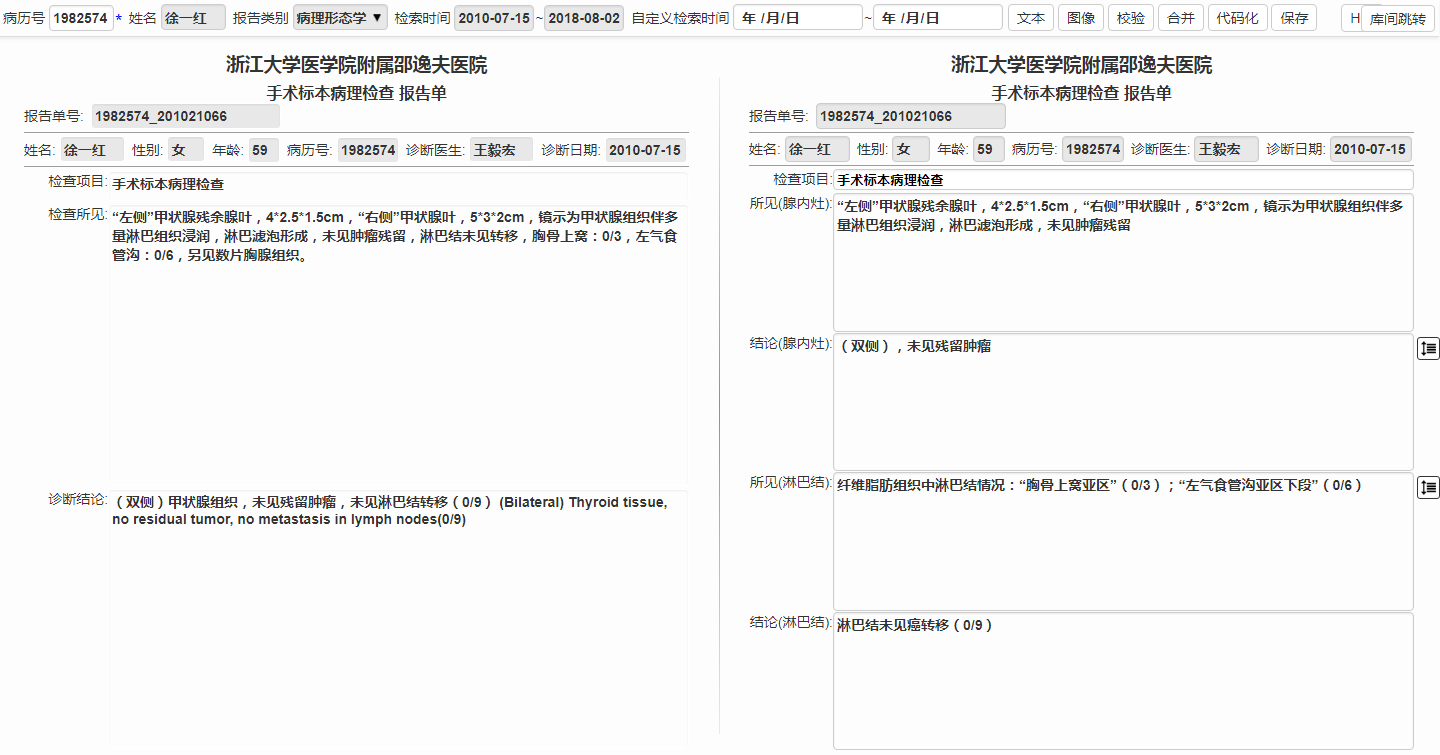 病历号 1982574 * 姓名 徐一红 报告类别 病理形态学 ▼ 检索时间 2010-07-15 ~ 2018-08-02 自定义检索时间 年 /月/日 ~ 年 /月/日 文本 图像 校验 合并 代码化 保存 H 库间跳转
浙江大学医学院附属邵逸夫医院
手术标本病理检查 报告单
报告单号: 1982574_201021066
姓名: 徐一红 性别: 女 年龄: 59 病历号: 1982574 诊断医生: 王毅宏 诊断日期: 2010-07-15
检查项目: 手术标本病理检查
检查所见: “左侧”甲状腺残余腺叶，4*2.5*1.5cm，“右侧”甲状腺叶，5*3*2cm，镜示为甲状腺组织伴多
量淋巴组织浸润，淋巴滤泡形成，未见肿瘤残留，淋巴结未见转移，胸骨上窝：0/3，左气食
管沟：0/6，另见数片胸腺组织。
诊断结论: （双侧）甲状腺组织，未见残留肿瘤，未见淋巴结转移（0/9） (Bilateral) Thyroid tissue,
no residual tumor, no metastasis in lymph nodes(0/9)
浙江大学医学院附属邵逸夫医院
手术标本病理检查 报告单
报告单号: 1982574_201021066
姓名: 徐一红 性别: 女 年龄: 59 病历号: 1982574 诊断医生: 王毅宏 诊断日期: 2010-07-15
检查项目: 手术标本病理检查
所见(腺内灶): “左侧”甲状腺残余腺叶，4*2.5*1.5cm，“右侧”甲状腺叶，5*3*2cm，镜示为甲状腺组织伴多
量淋巴组织浸润，淋巴滤泡形成，未见肿瘤残留
结论(腺内灶): （双侧），未见残留肿瘤
所见(淋巴结): 纤维脂肪组织中淋巴结情况：“胸骨上窝亚区”（0/3）；“左气食管沟亚区下段”（0/6）
结论(淋巴结): 淋巴结未见癌转移（0/9）